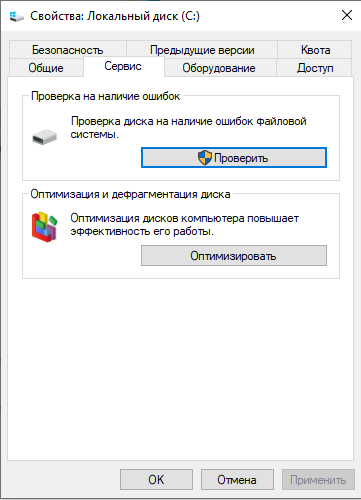 Свойства: Локальный диск (C:)
Безопасность
Предыдущие версии
Квота
Общие
Сервис
Оборудование
Доступ
Проверка на наличие ошибок
Проверка диска на наличие ошибок файловой
системы.
Проверить
Оптимизация и дефрагментация диска
Оптимизация дисков компьютера повышает
эффективность его работы.
Оптимизировать
OK
Отмена
Применить